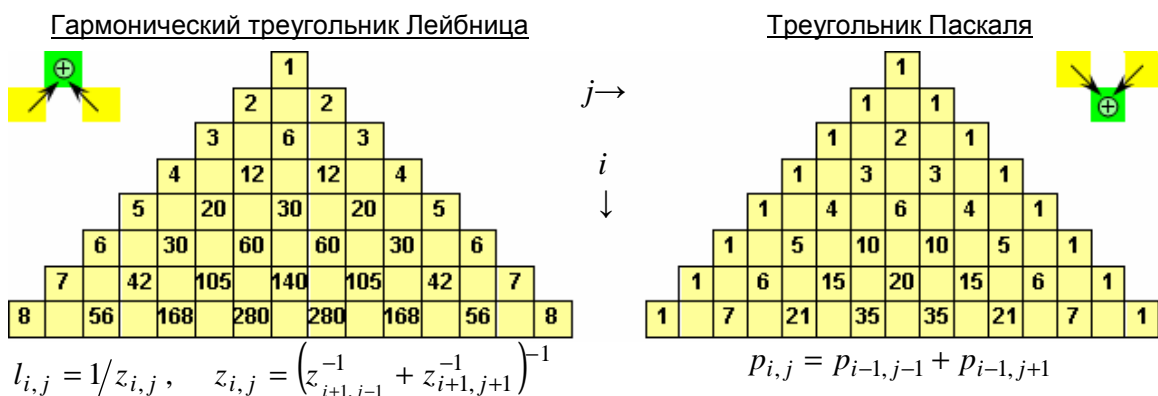 Гармонический треугольник Лейбница
1
2 2
3 6 3
4 12 12 4
5 20 30 20 5
6 30 60 60 30 6
7 42 105 140 105 42 7
8 56 168 280 280 168 56 8
l_{i,j} = 1/z_{i,j} , z_{i,j} = (z_{i+1,j-1}^{-1} + z_{i+1,j+1}^{-1})^{-1}
j→
i
↓
Треугольник Паскаля
1
1 1
1 2 1
1 3 3 1
1 4 6 4 1
1 5 10 10 5 1
1 6 15 20 15 6 1
1 7 21 35 35 21 7 1
p_{i,j} = p_{i-1,j-1} + p_{i-1,j+1}